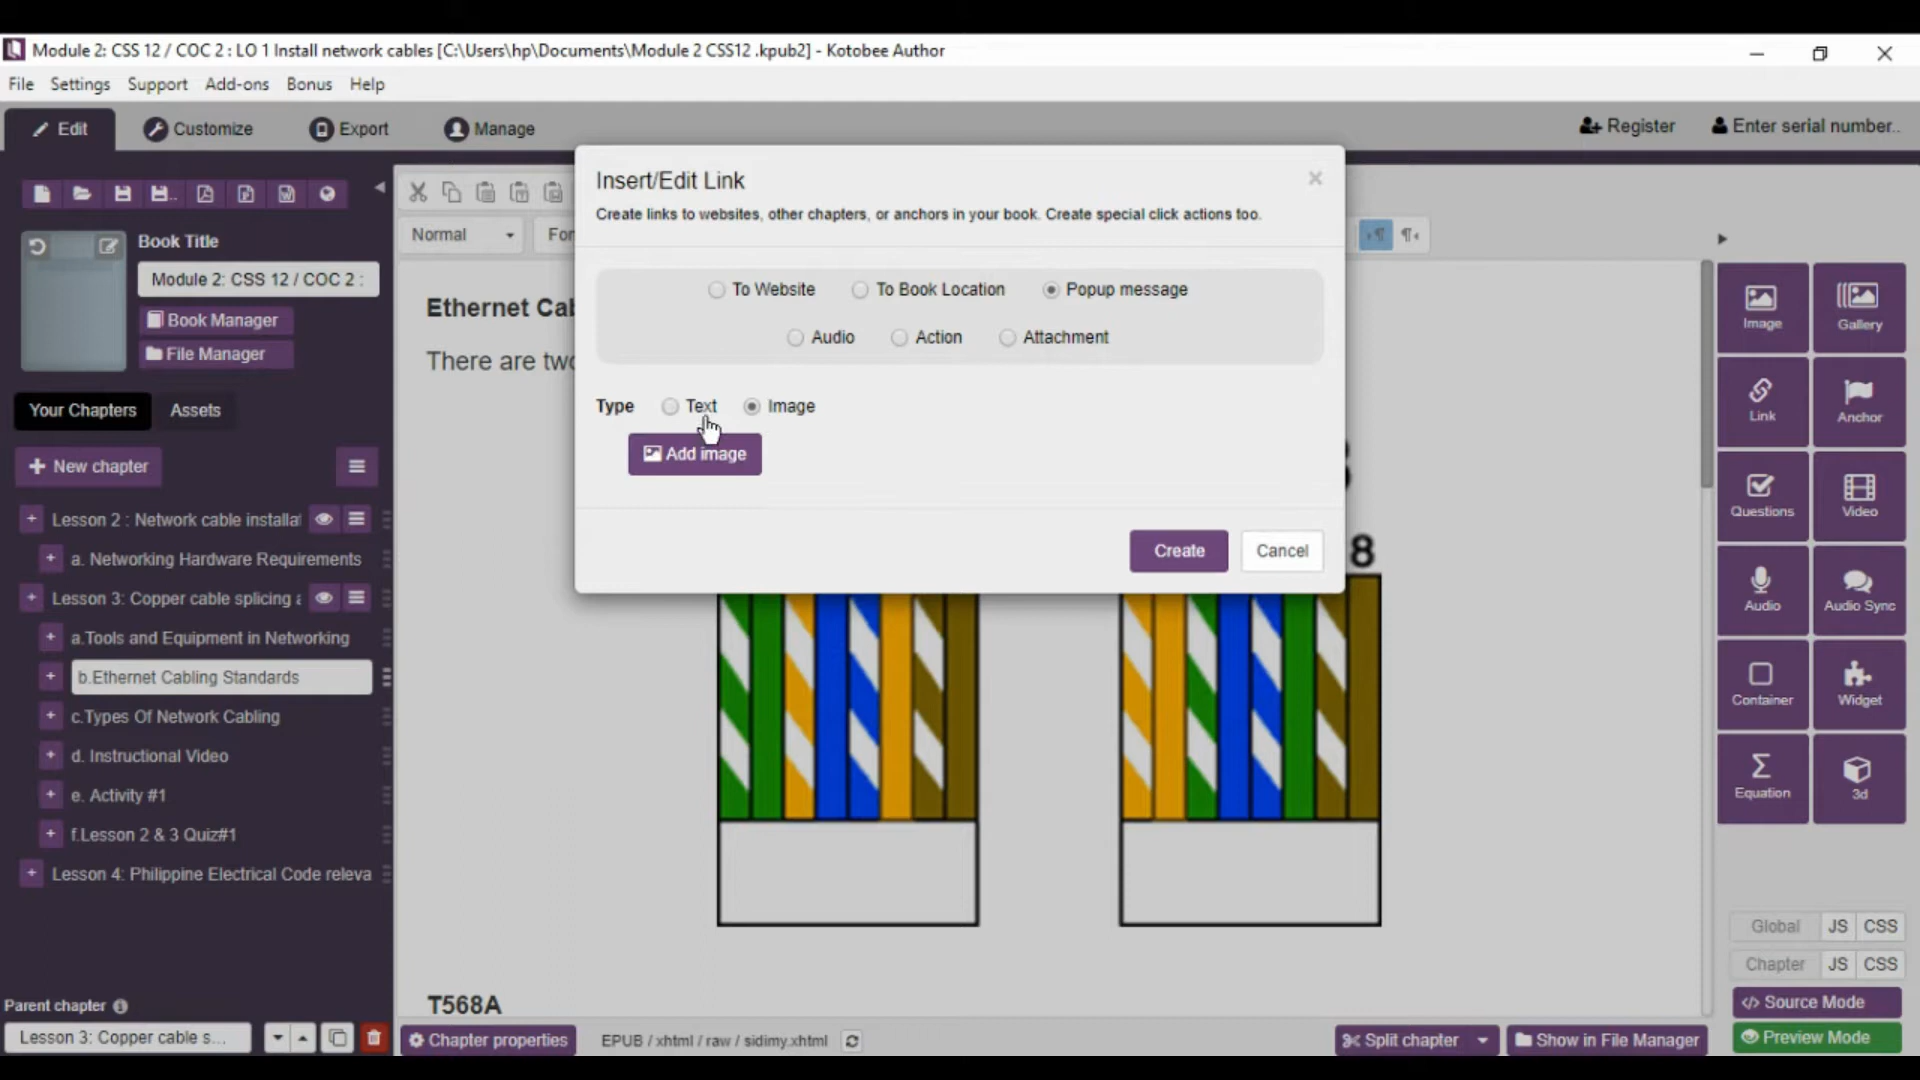 Module 2: CSS 12 / COC 2 : LO 1 Install network cables [C:\Users\hp\Documents\Module 2 CSS12 .kpub2] - Kotobee Author
File Settings Support Add-ons Bonus Help
Edit Customize Export Manage Register Enter serial number..
Book Title
Module 2: CSS 12 / COC 2 :
Book Manager
File Manager
Your Chapters Assets
New chapter
Lesson 2 : Network cable installat
a. Networking Hardware Requirements
Lesson 3: Copper cable splicing a
a.Tools and Equipment in Networking
b.Ethernet Cabling Standards
c.Types Of Network Cabling
d. Instructional Video
e. Activity #1
f.Lesson 2 & 3 Quiz#1
Lesson 4: Philippine Electrical Code releva
Parent chapter
Lesson 3: Copper cable s...
Normal
For
Ethernet Cab
There are two
Insert/Edit Link
Create links to websites, other chapters, or anchors in your book. Create special click actions too.
To Website To Book Location Popup message
Audio Action Attachment
Type Text Image
Add image
Create Cancel
8
T568A
Chapter properties EPUB / xhtml / raw / sidimy.xhtml Split chapter Show in File Manager
Image Gallery
Link Anchor
Questions Video
Audio Audio Sync
Container Widget
Equation 3d
Global JS CSS
Chapter JS CSS
</> Source Mode
Preview Mode